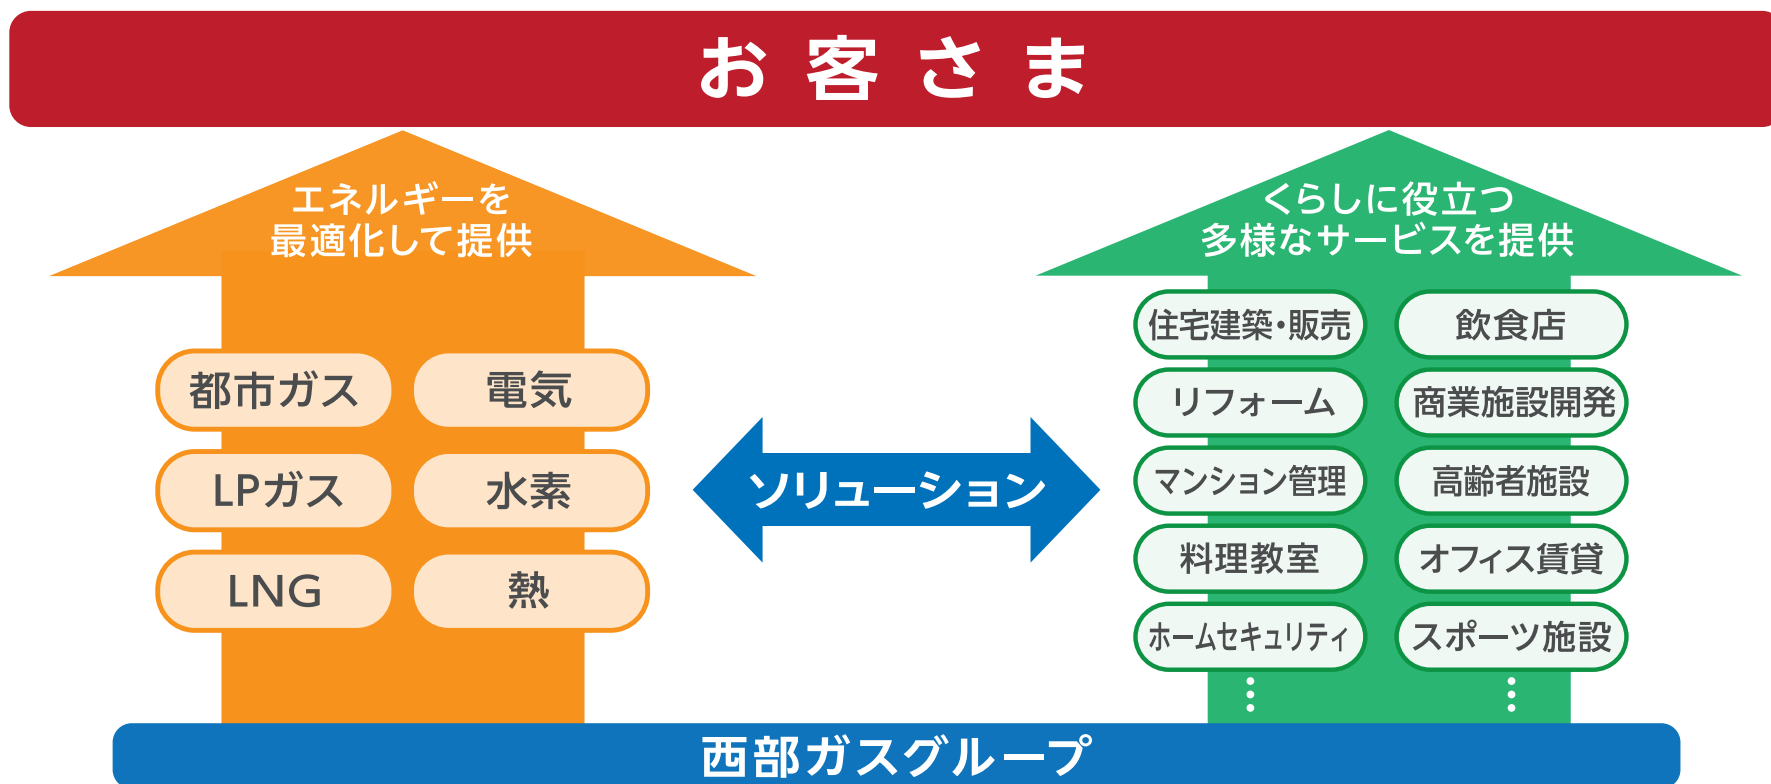 お客さま
エネルギーを
最適化して提供
都市ガス
電気
LPガス
水素
LNG
熱
ソリューション
くらしに役立つ
多様なサービスを提供
住宅建築・販売
飲食店
リフォーム
商業施設開発
マンション管理
高齢者施設
料理教室
オフィス賃貸
ホームセキュリティ
スポーツ施設
西部ガスグループ